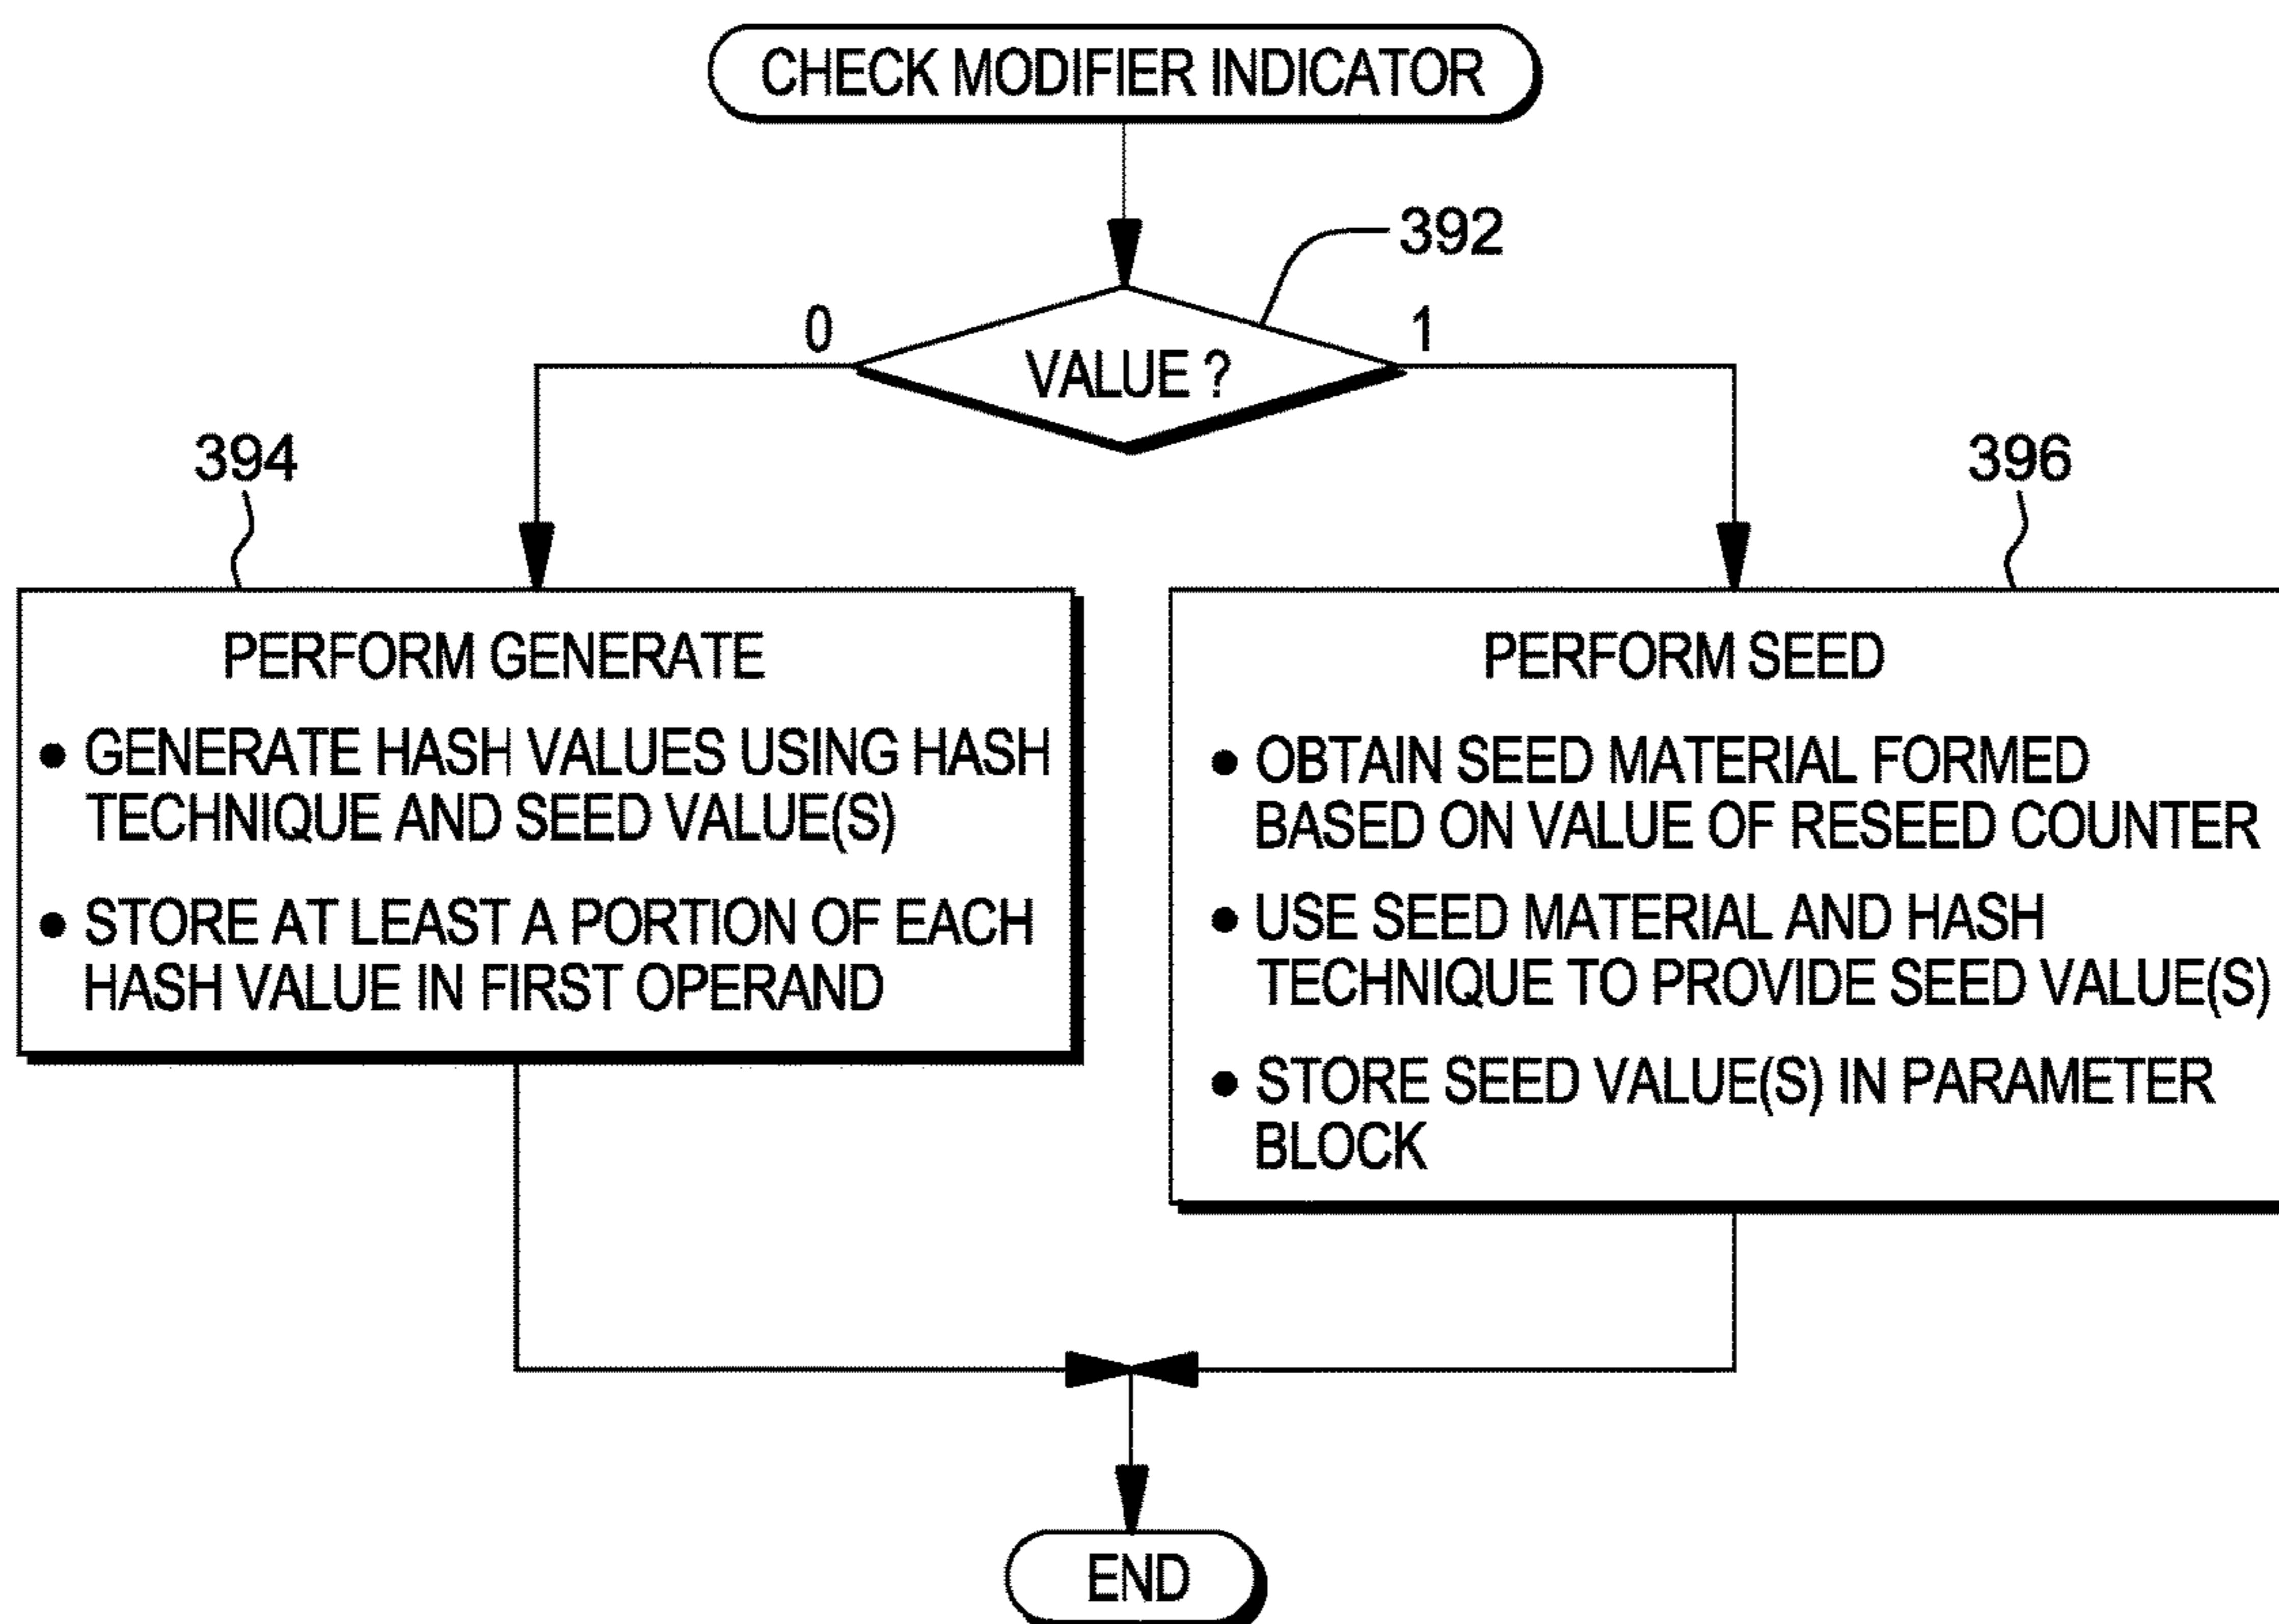 CHECK MODIFIER INDICATOR
392
0
1
VALUE ?
394
396
PERFORM GENERATE
• GENERATE HASH VALUES USING HASH
TECHNIQUE AND SEED VALUE(S)
• STORE AT LEAST A PORTION OF EACH
HASH VALUE IN FIRST OPERAND
PERFORM SEED
• OBTAIN SEED MATERIAL FORMED
BASED ON VALUE OF RESEED COUNTER
• USE SEED MATERIAL AND HASH
TECHNIQUE TO PROVIDE SEED VALUE(S)
• STORE SEED VALUE(S) IN PARAMETER
BLOCK
END